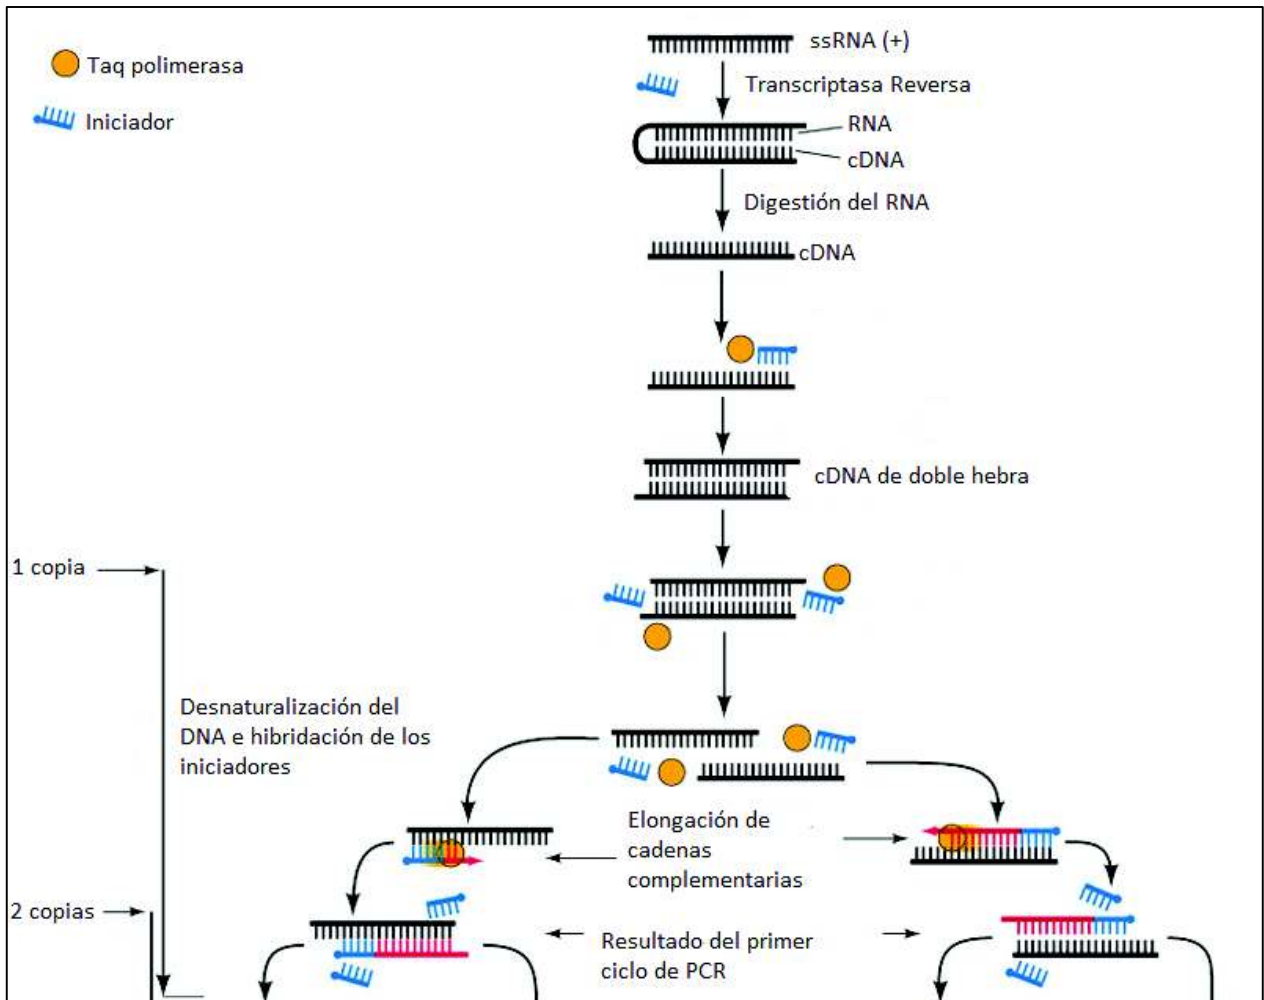 Taq polimerasa
Iniciador
ssRNA (+)
Transcriptasa Reversa
RNA
cDNA
Digestión del RNA
cDNA
cDNA de doble hebra
1 copia
Desnaturalización del
DNA e hibridación de los
iniciadores
Elongación de
cadenas
complementarias
2 copias
Resultado del primer
ciclo de PCR